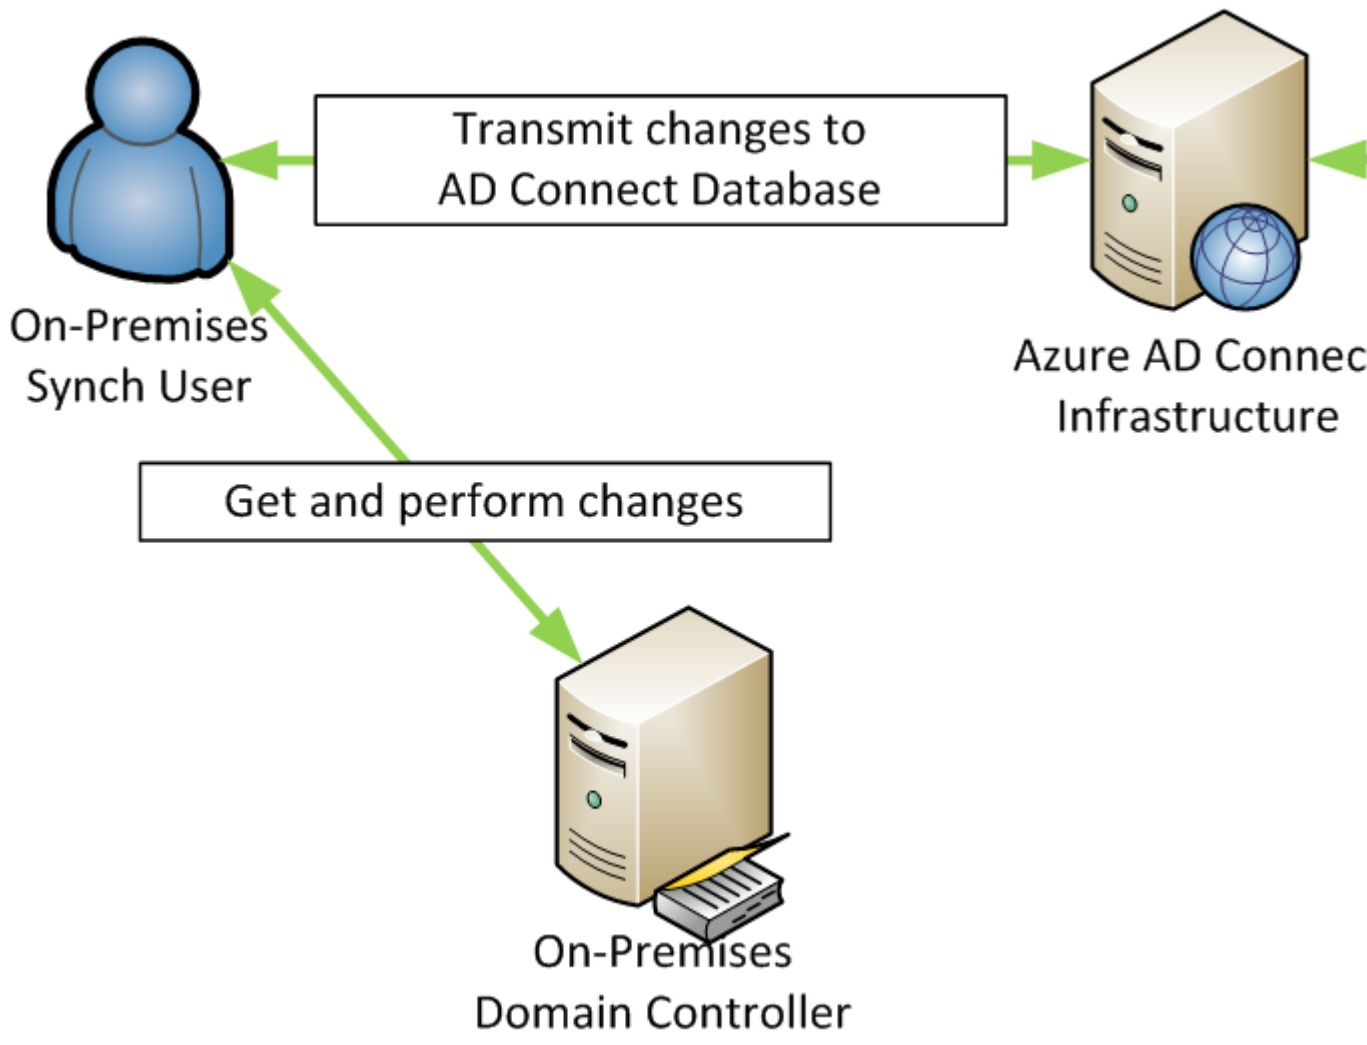 Transmit changes to
AD Connect Database
On-Premises
Synch User
Azure AD Connec
Infrastructure
Get and perform changes
On-Premises
Domain Controller